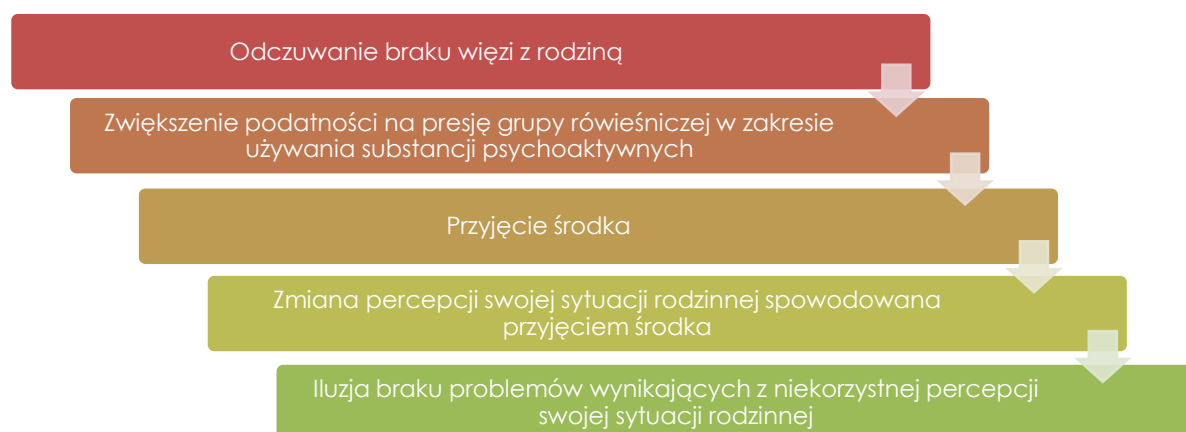 Odczuwanie braku więzi z rodziną
Zwiększenie podatności na presję grupy rówieśniczej w zakresie
używania substancji psychoaktywnych
Przyjęcie środka
Zmiana percepcji swojej sytuacji rodzinnej spowodowana
przyjęciem środka
Iluzja braku problemów wynikających z niekorzystnej percepcji
swojej sytuacji rodzinnej